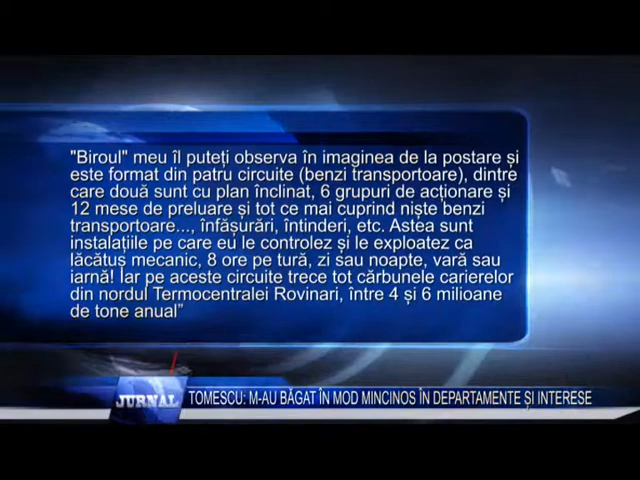 "Biroul" meu îl puteți observa în imaginea de la postare și
este format din patru circuite (benzi transportoare), dintre
care două sunt cu plan înclinat, 6 grupuri de acționare și
12 mese de preluare și tot ce mai cuprind niște benzi
transportoare..., înfășurări, întinderi, etc. Astea sunt
instalațiile pe care eu le controlez și le exploatez ca
lăcătuș mecanic, 8 ore pe tură, zi sau noapte, vară sau
iarnă! Iar pe aceste circuite trece tot cărbunele carierelor
din nordul Termocentralei Rovinari, între 4 și 6 milioane
de tone anual”
JURNAL
TOMESCU: M-AU BĂGAT ÎN MOD MINCINOS ÎN DEPARTAMENTE ȘI INTERESE